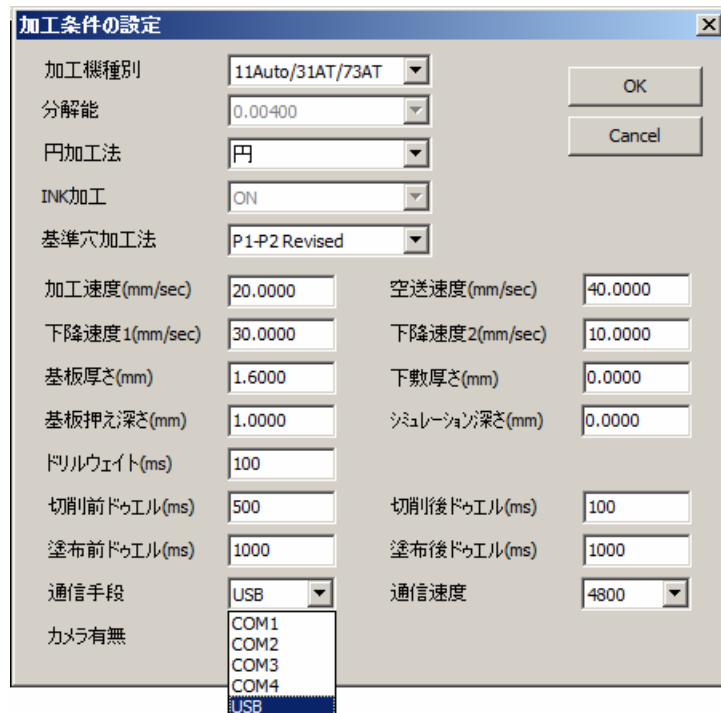 加工条件の設定
加工機種別 11Auto/31AT/73AT OK
分解能 0.00400
円加工法 円 Cancel
INK加工 ON
基準穴加工法 P1-P2 Revised
加工速度(mm/sec) 20.0000 空送速度(mm/sec) 40.0000
下降速度1(mm/sec) 30.0000 下降速度2(mm/sec) 10.0000
基板厚さ(mm) 1.6000 下敷厚さ(mm) 0.0000
基板押え深さ(mm) 1.0000 シミュレーション深さ(mm) 0.0000
ドリルウェイト(ms) 100
切削前ドゥエル(ms) 500 切削後ドゥエル(ms) 100
塗布前ドゥエル(ms) 1000 塗布後ドゥエル(ms) 1000
通信手段 USB 通信速度 4800
COM1
カメラ有無 COM2
COM3
COM4
USB